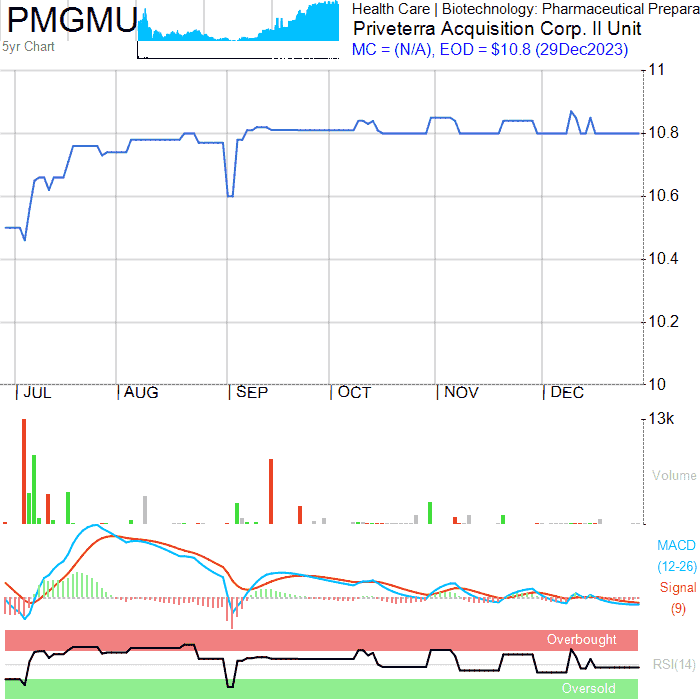 PMGMU
5yr Chart
Health Care | Biotechnology: Pharmaceutical Prepara
Priveterra Acquisition Corp. II Unit
MC = (N/A), EOD = $10.8 (29Dec2023)
11
10.8
10.6
10.4
10.2
10
JUL AUG SEP OCT NOV DEC
13k
Volume
MACD
(12-26)
Signal
(9)
Overbought
RSI(14)
Oversold